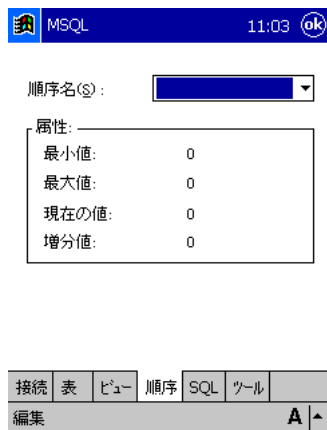 MSQL 11:03 ok
順序名(S) :
属性:
最小値: 0
最大値: 0
現在の値: 0
増分値: 0
接続 表 ﾋﾞｭｰ 順序 SQL ﾂｰﾙ
編集 A